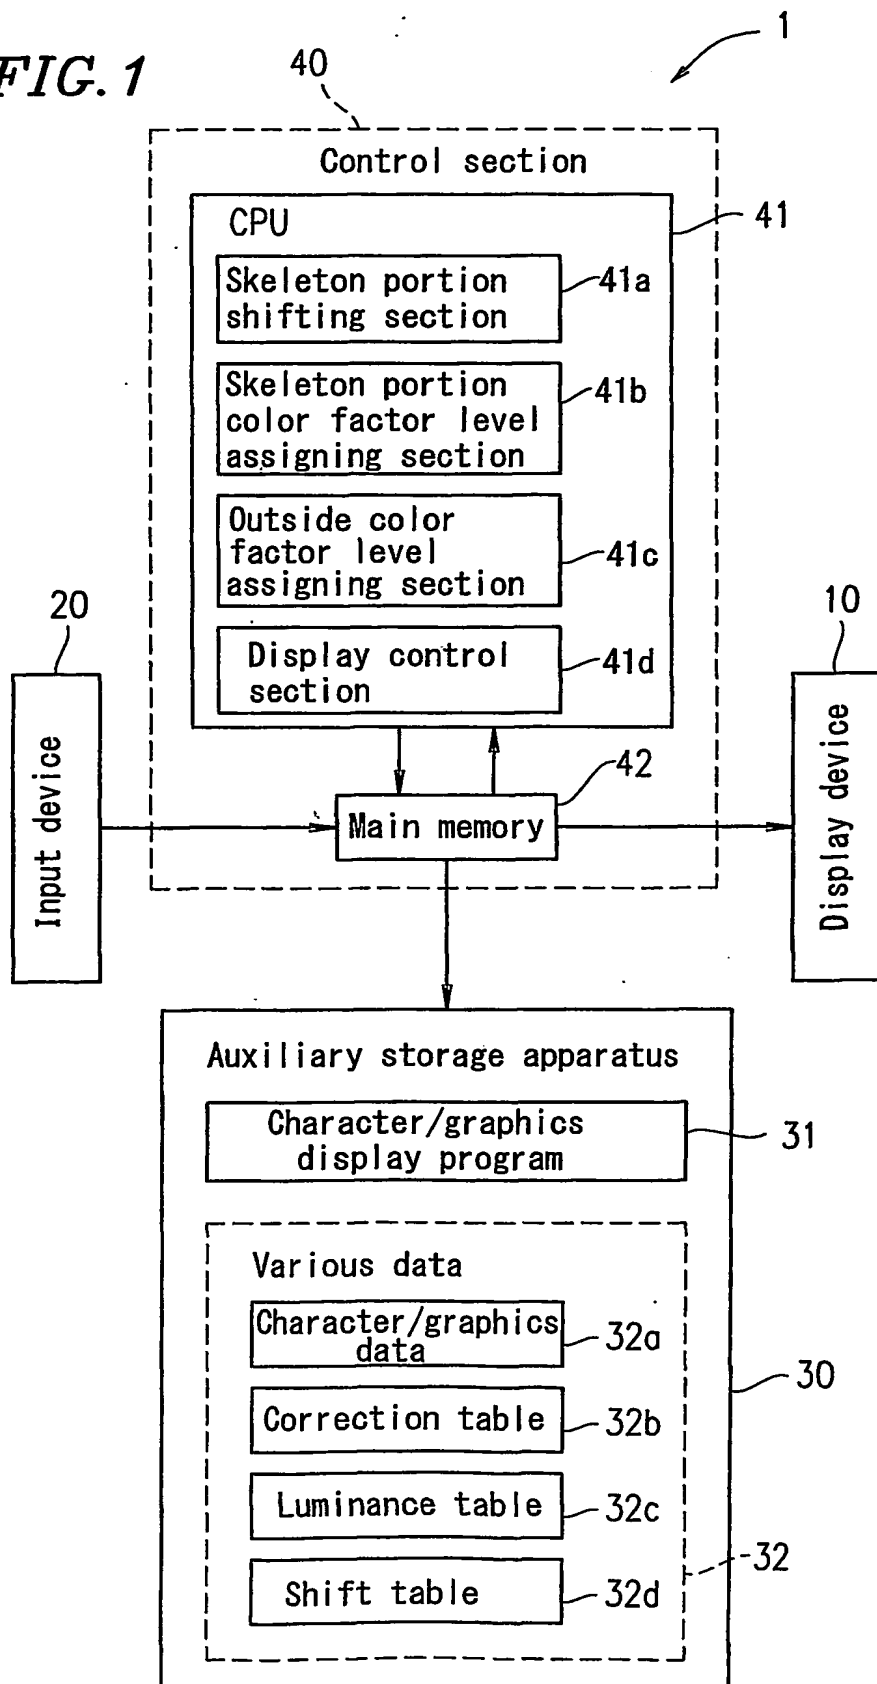 FIG. 1
1
40
Control section
CPU
41
Skeleton portion
shifting section
41a
Skeleton portion
color factor level
assigning section
41b
Outside color
factor level
assigning section
41c
Display control
section
41d
20
Input device
10
Display device
42
Main memory
Auxiliary storage apparatus
Character/graphics
display program
31
Various data
Character/graphics
data
32a
Correction table
32b
Luminance table
32c
Shift table
32d
30
32